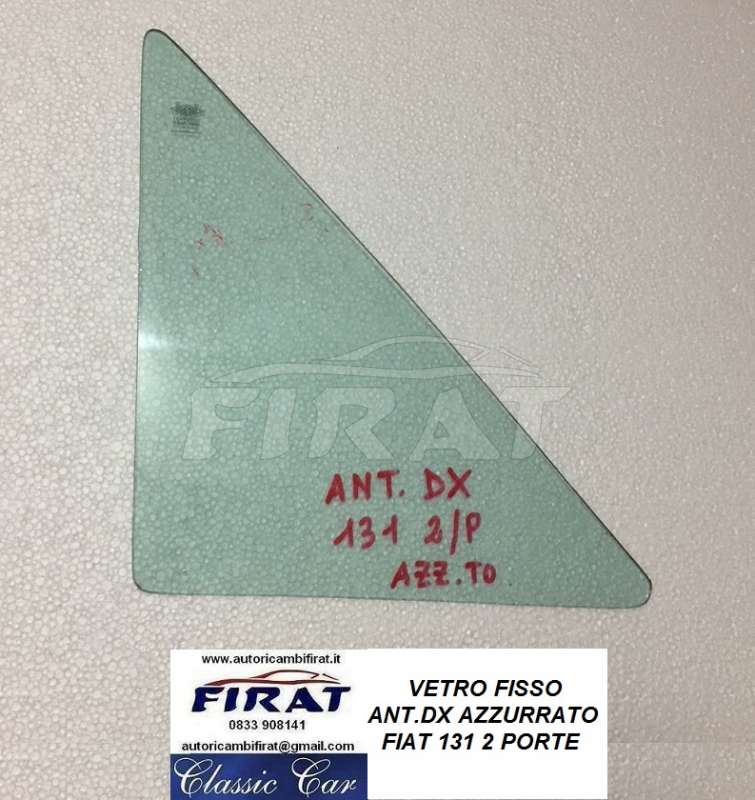 FIRAT
ANT. DX
131 2/P
AZZ.TO
www.autoricambifirat.it
FIRAT
0833 908141
autoricambifirat@gmail.com
Classic Car
VETRO FISSO
ANT.DX AZZURRATO
FIAT 131 2 PORTE